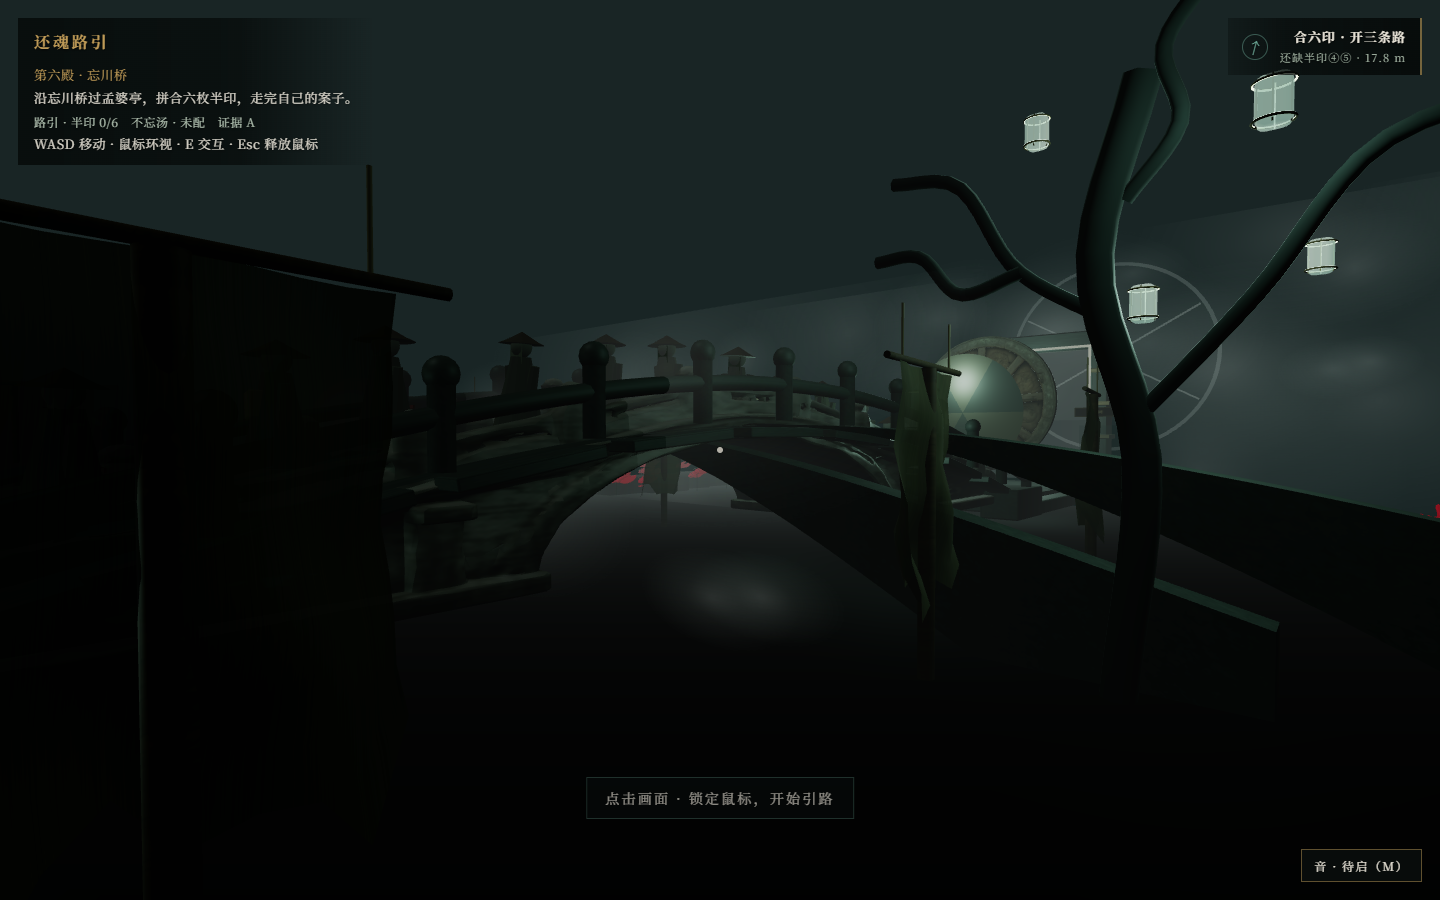 还魂路引
第六殿 · 忘川桥
沿忘川桥过孟婆亭，拼合六枚半印，走完自己的案子。
路引 · 半印 0/6 不忘汤 · 未配 证据 A
WASD 移动 · 鼠标环视 · E 交互 · Esc 释放鼠标
合六印 · 开三条路
还缺半印④⑤ · 17.8 m
点击画面 · 锁定鼠标，开始引路
音 · 待启（M）